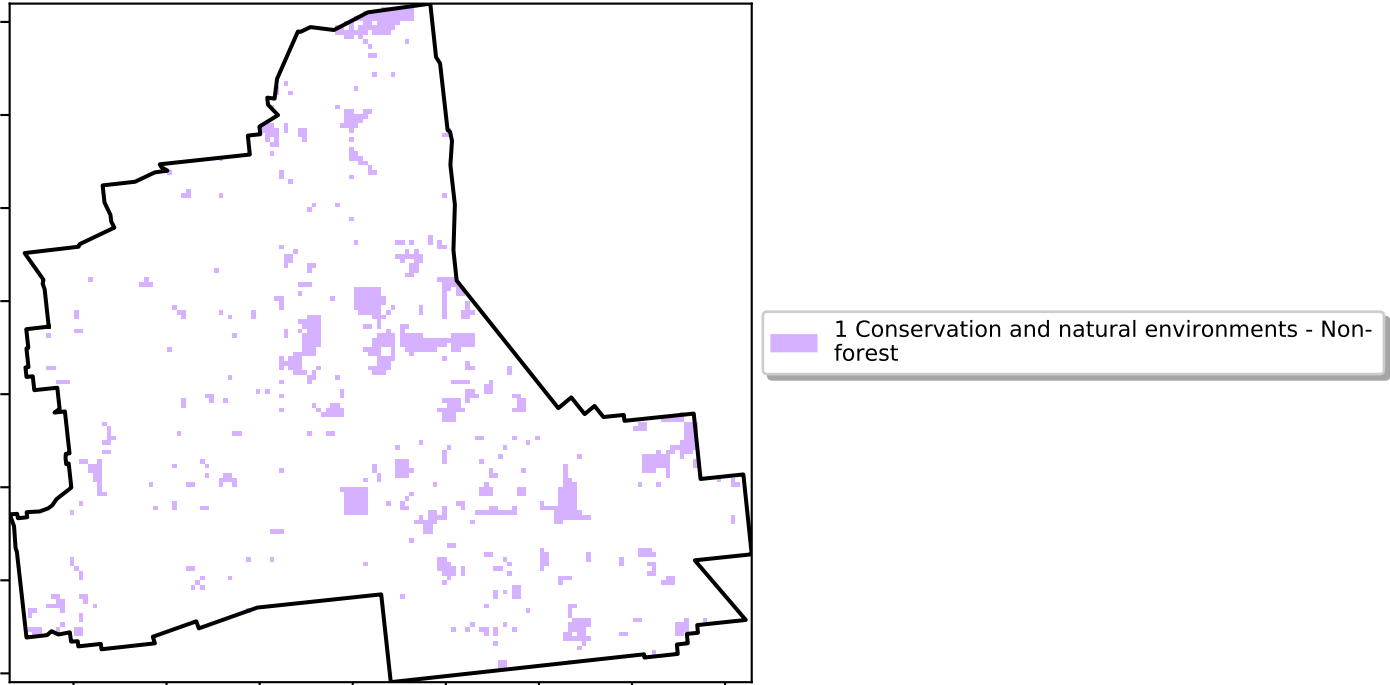 1 Conservation and natural environments - Non-
forest